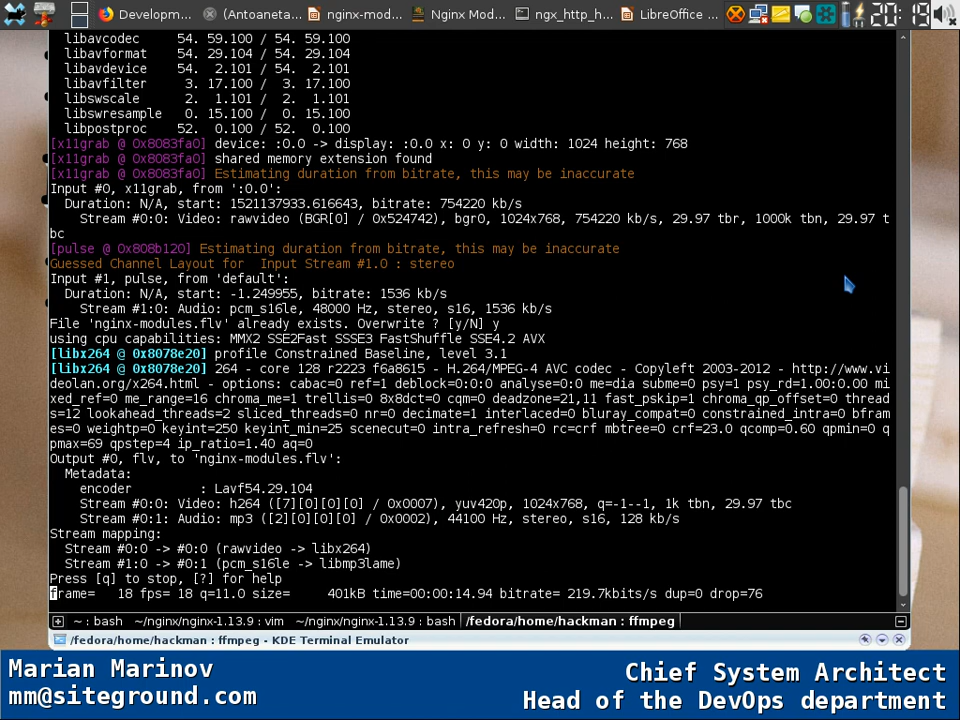 Developm...
(Antoaneta...
nginx-mod...
Nginx Mod...
ngx_http_h...
LibreOffice ...
20:19
libavcodec 54. 59.100 / 54. 59.100
libavformat 54. 29.104 / 54. 29.104
libavdevice 54. 2.101 / 54. 2.101
libavfilter 3. 17.100 / 3. 17.100
libswscale 2. 1.101 / 2. 1.101
libswresample 0. 15.100 / 0. 15.100
libpostproc 52. 0.100 / 52. 0.100
[x11grab @ 0x8083fa0] device: :0.0 -> display: :0.0 x: 0 y: 0 width: 1024 height: 768
[x11grab @ 0x8083fa0] shared memory extension found
[x11grab @ 0x8083fa0] Estimating duration from bitrate, this may be inaccurate
Input #0, x11grab, from ':0.0':
Duration: N/A, start: 1521137933.616643, bitrate: 754220 kb/s
Stream #0:0: Video: rawvideo (BGR[0] / 0x524742), bgr0, 1024x768, 754220 kb/s, 29.97 tbr, 1000k tbn, 29.97 t
bc
[pulse @ 0x808b120] Estimating duration from bitrate, this may be inaccurate
Guessed Channel Layout for Input Stream #1.0 : stereo
Input #1, pulse, from 'default':
Duration: N/A, start: -1.249955, bitrate: 1536 kb/s
Stream #1:0: Audio: pcm_s16le, 48000 Hz, stereo, s16, 1536 kb/s
File 'nginx-modules.flv' already exists. Overwrite ? [y/N] y
using cpu capabilities: MMX2 SSE2Fast SSSE3 FastShuffle SSE4.2 AVX
[libx264 @ 0x8078e20] profile Constrained Baseline, level 3.1
[libx264 @ 0x8078e20] 264 - core 128 r2223 f6a8615 - H.264/MPEG-4 AVC codec - Copyleft 2003-2012 - http://www.vi
deolan.org/x264.html - options: cabac=0 ref=1 deblock=0:0:0 analyse=0:0 me=dia subme=0 psy=1 psy_rd=1.00:0.00 mi
xed_ref=0 me_range=16 chroma_me=1 trellis=0 8x8dct=0 cqm=0 deadzone=21,11 fast_pskip=1 chroma_qp_offset=0 thread
s=12 lookahead_threads=2 sliced_threads=0 nr=0 decimate=1 interlaced=0 bluray_compat=0 constrained_intra=0 bfram
es=0 weightp=0 keyint=250 keyint_min=25 scenecut=0 intra_refresh=0 rc=crf mbtree=0 crf=23.0 qcomp=0.60 qpmin=0 q
pmax=69 qpstep=4 ip_ratio=1.40 aq=0
Output #0, flv, to 'nginx-modules.flv':
Metadata:
encoder : Lavf54.29.104
Stream #0:0: Video: h264 ([7][0][0][0] / 0x0007), yuv420p, 1024x768, q=-1--1, 1k tbn, 29.97 tbc
Stream #0:1: Audio: mp3 ([2][0][0][0] / 0x0002), 44100 Hz, stereo, s16, 128 kb/s
Stream mapping:
Stream #0:0 -> #0:0 (rawvideo -> libx264)
Stream #1:0 -> #0:1 (pcm_s16le -> libmp3lame)
Press [q] to stop, [?] for help
frame= 18 fps= 18 q=11.0 size= 401kB time=00:00:14.94 bitrate= 219.7kbits/s dup=0 drop=76
~ : bash
~/nginx/nginx-1.13.9 : vim
~/nginx/nginx-1.13.9 : bash
/fedora/home/hackman : ffmpeg
/fedora/home/hackman : ffmpeg - KDE Terminal Emulator
Marian Marinov
mm@siteground.com
Chief System Architect
Head of the DevOps department